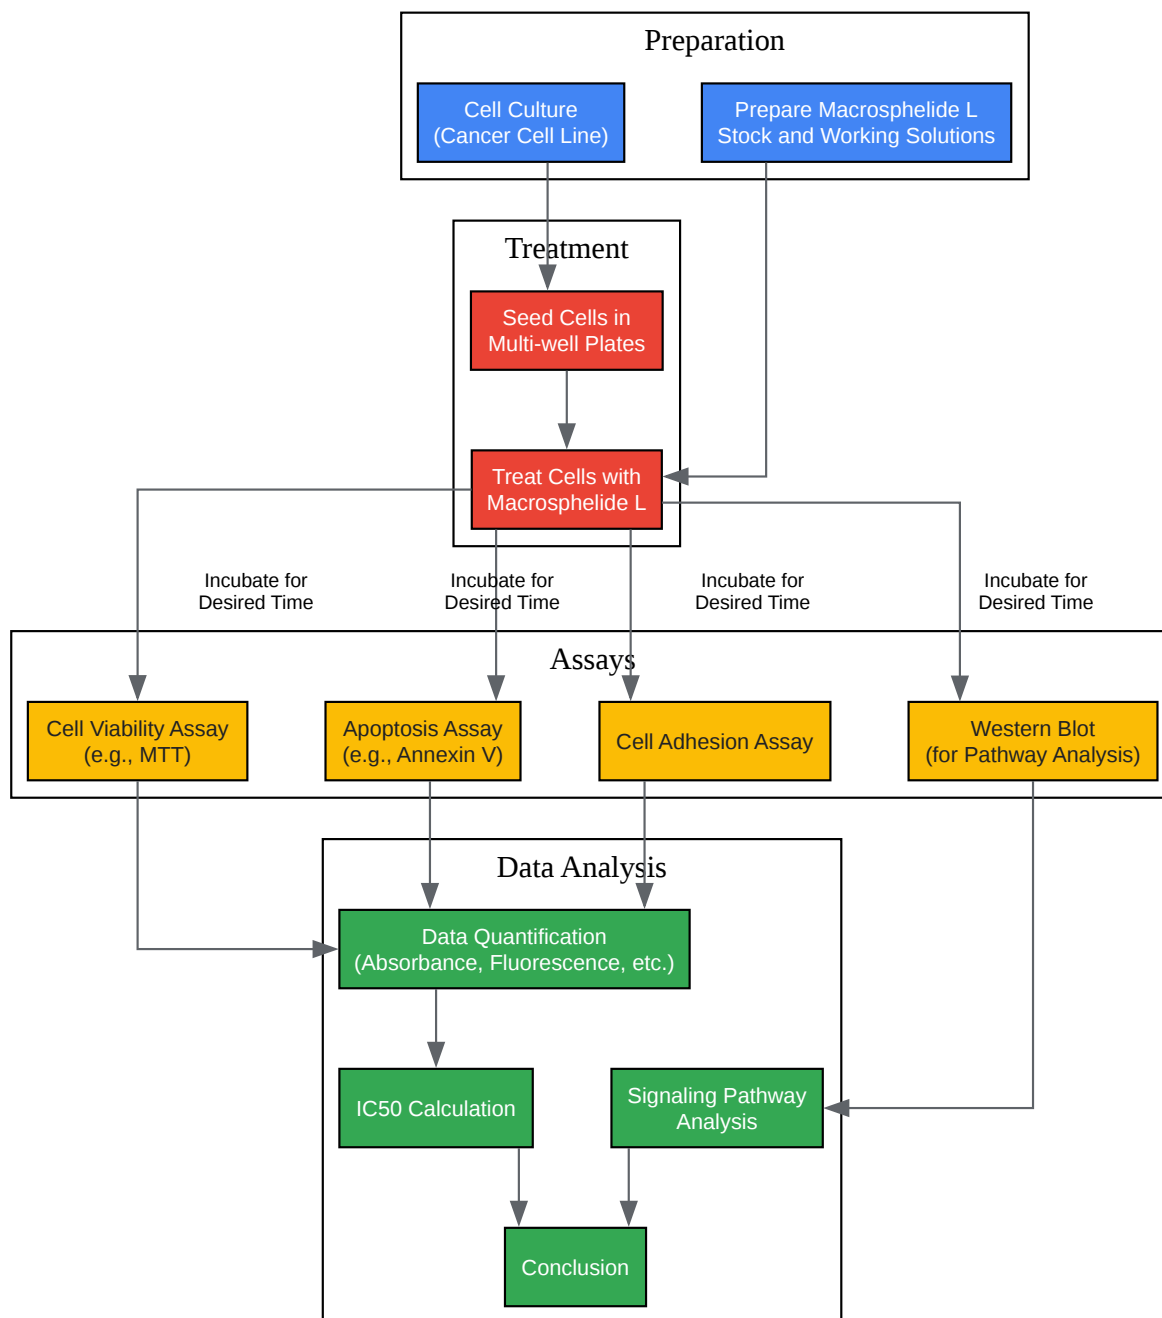 Preparation
Cell Culture
(Cancer Cell Line)
Prepare Macrosphelide L
Stock and Working Solutions
Treatment
Seed Cells in
Multi-well Plates
Treat Cells with
Macrosphelide L
Incubate for
Desired Time
Incubate for
Desired Time
Incubate for
Desired Time
Incubate for
Desired Time
Assays
Cell Viability Assay
(e.g., MTT)
Apoptosis Assay
(e.g., Annexin V)
Cell Adhesion Assay
Western Blot
(for Pathway Analysis)
Data Analysis
Data Quantification
(Absorbance, Fluorescence, etc.)
IC50 Calculation
Signaling Pathway
Analysis
Conclusion